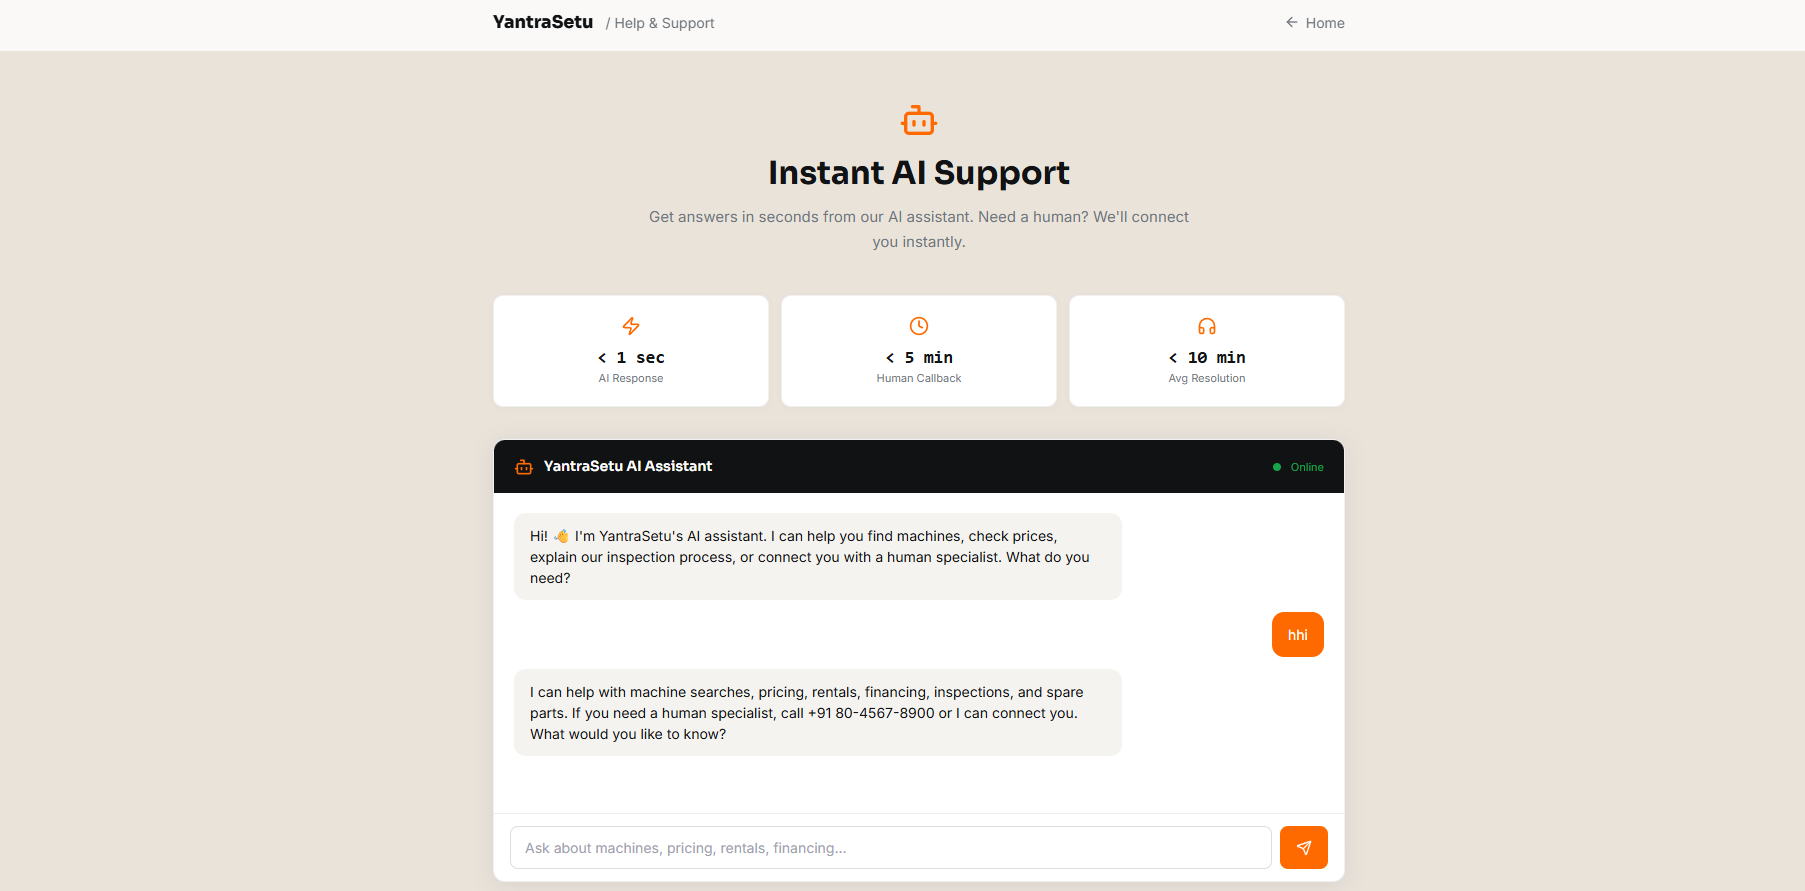 YantraSetu / Help & Support
← Home
Instant AI Support
Get answers in seconds from our AI assistant. Need a human? We'll connect
you instantly.
< 1 sec
AI Response
< 5 min
Human Callback
< 10 min
Avg Resolution
YantraSetu AI Assistant
Online
Hi! 👋 I'm YantraSetu's AI assistant. I can help you find machines, check prices,
explain our inspection process, or connect you with a human specialist. What do you
need?
hhi
I can help with machine searches, pricing, rentals, financing, inspections, and spare
parts. If you need a human specialist, call +91 80-4567-8900 or I can connect you.
What would you like to know?
Ask about machines, pricing, rentals, financing...